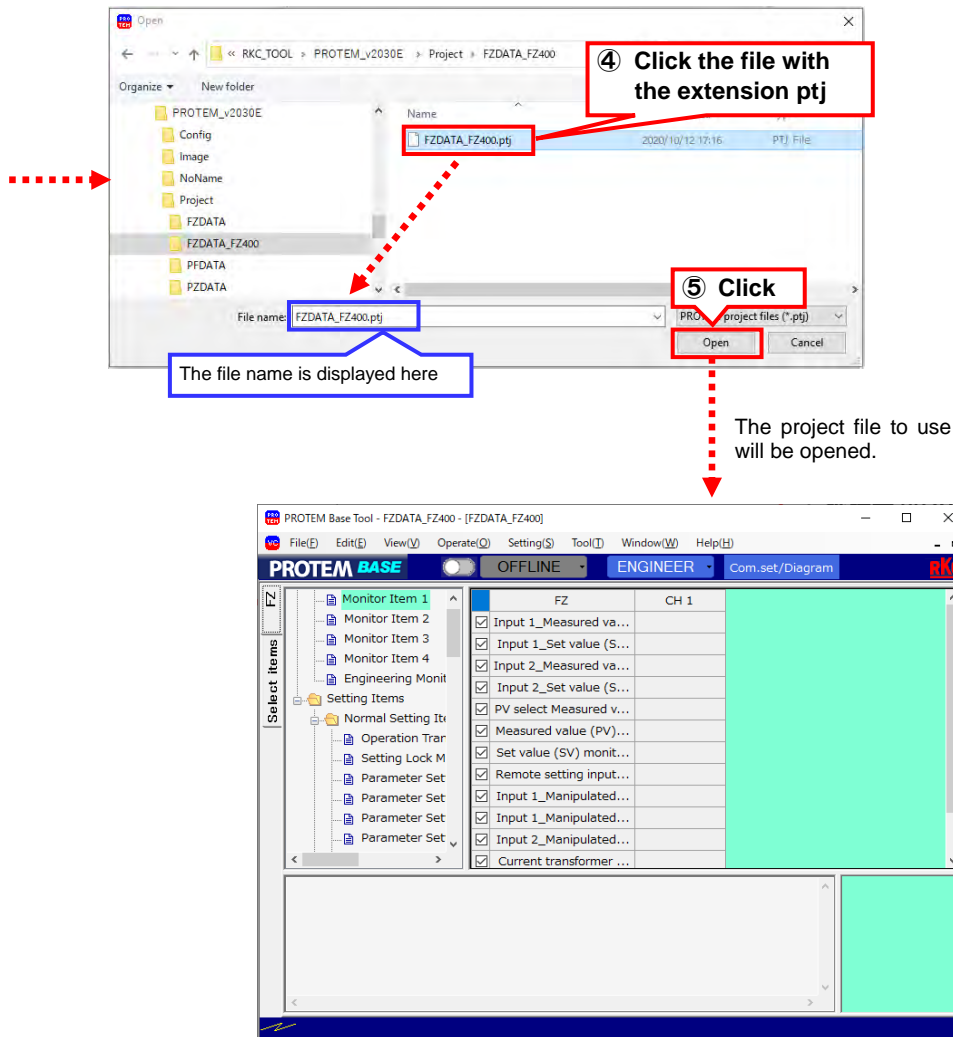 PRO TEM Open
« RKC_TOOL > PROTEM_v2030E > Project > FZDATA_FZ400
④ Click the file with
the extension ptj
Organize New folder
PROTEM_v2030E
Config
Image
NoName
Project
FZDATA
FZDATA_FZ400
PFDATA
PZDATA
Name
FZDATA_FZ400.ptj 2020/10/12 17:16 PTJ File
⑤ Click
File name: FZDATA_FZ400.ptj project files (*.ptj)
Open Cancel
The file name is displayed here
The project file to use
will be opened.
PRO TEM PROTEM Base Tool - FZDATA_FZ400 - [FZDATA_FZ400]
VC File(F) Edit(E) View(V) Operate(O) Setting(S) Tool(T) Window(W) Help(H)
PROTEM BASE OFFLINE ENGINEER Com.set/Diagram
FZ
Select items
Monitor Item 1
Monitor Item 2
Monitor Item 3
Monitor Item 4
Engineering Monit
Setting Items
Normal Setting Ite
Operation Tran
Setting Lock M
Parameter Set
Parameter Set
Parameter Set
Parameter Set
FZ CH 1
Input 1_Measured va...
Input 1_Set value (S...
Input 2_Measured va...
Input 2_Set value (S...
PV select Measured v...
Measured value (PV)...
Set value (SV) monit...
Remote setting input...
Input 1_Manipulated...
Input 1_Manipulated...
Input 2_Manipulated...
Current transformer ...